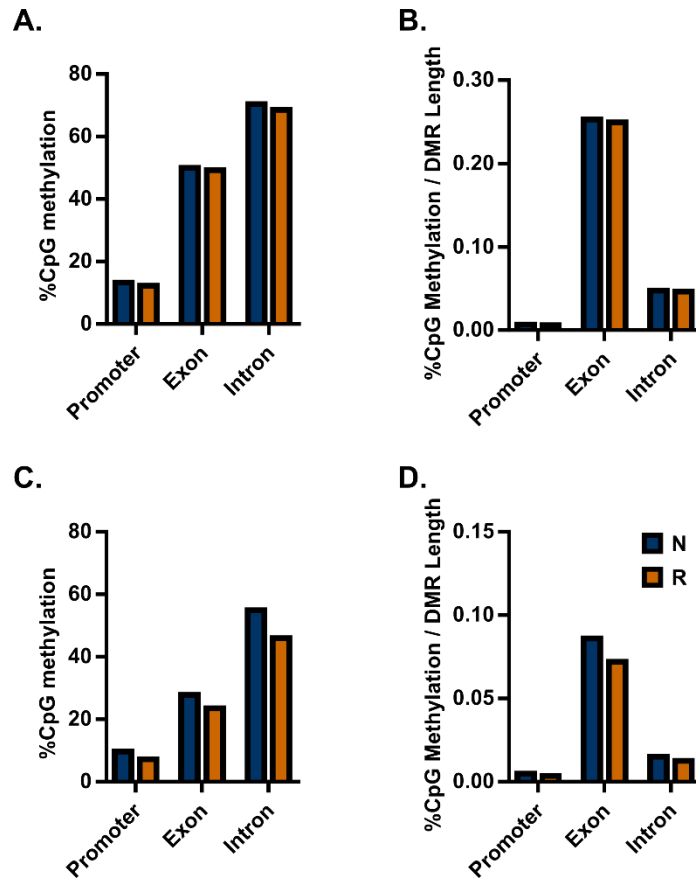 A.
%CpG methylation
80
60
40
20
0
Promoter
Exon
Intron
B.
%CpG Methylation / DMR Length
0.30
0.20
0.10
0.00
Promoter
Exon
Intron
C.
%CpG methylation
80
60
40
20
0
Promoter
Exon
Intron
D.
%CpG Methylation / DMR Length
0.15
0.10
0.05
0.00
Promoter
Exon
Intron
N
R